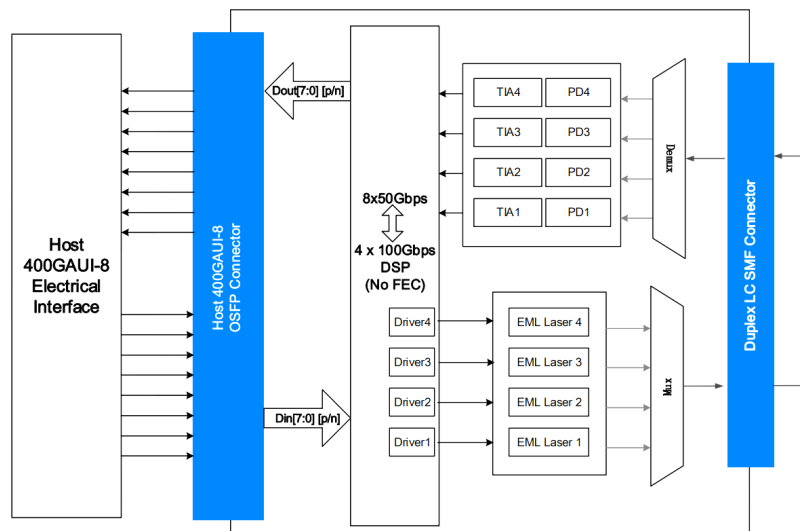 Host
400GAUI-8
Electrical
Interface
Host 400GAUI-8
OSFP Connector
Dout[7:0] [p/n]
Din[7:0] [p/n]
8x50Gbps
4 x 100Gbps
DSP
(No FEC)
Driver4
Driver3
Driver2
Driver1
TIA4
PD4
TIA3
PD3
TIA2
PD2
TIA1
PD1
Demux
EML Laser 4
EML Laser 3
EML Laser 2
EML Laser 1
Mux
Duplex LC SMF Connector